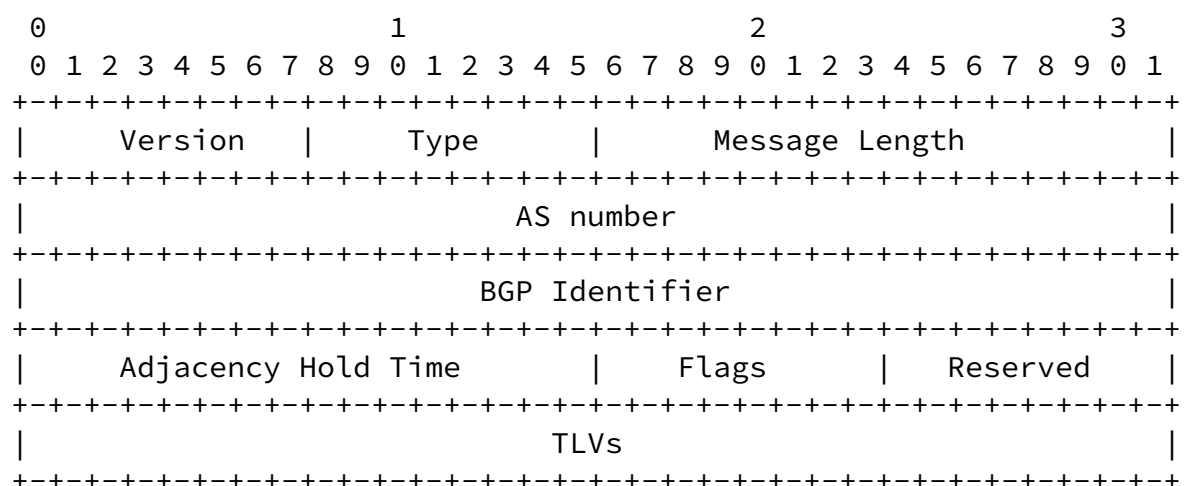 0                   1                   2                   3
 0 1 2 3 4 5 6 7 8 9 0 1 2 3 4 5 6 7 8 9 0 1 2 3 4 5 6 7 8 9 0 1
+-+-+-+-+-+-+-+-+-+-+-+-+-+-+-+-+-+-+-+-+-+-+-+-+-+-+-+-+-+-+-+-+
|     Version   |     Type      |      Message Length           |
+-+-+-+-+-+-+-+-+-+-+-+-+-+-+-+-+-+-+-+-+-+-+-+-+-+-+-+-+-+-+-+-+
|                           AS number                           |
+-+-+-+-+-+-+-+-+-+-+-+-+-+-+-+-+-+-+-+-+-+-+-+-+-+-+-+-+-+-+-+-+
|                         BGP Identifier                        |
+-+-+-+-+-+-+-+-+-+-+-+-+-+-+-+-+-+-+-+-+-+-+-+-+-+-+-+-+-+-+-+-+
|     Adjacency Hold Time       |    Flags      |   Reserved    |
+-+-+-+-+-+-+-+-+-+-+-+-+-+-+-+-+-+-+-+-+-+-+-+-+-+-+-+-+-+-+-+-+
|                             TLVs                              |
+-+-+-+-+-+-+-+-+-+-+-+-+-+-+-+-+-+-+-+-+-+-+-+-+-+-+-+-+-+-+-+-+